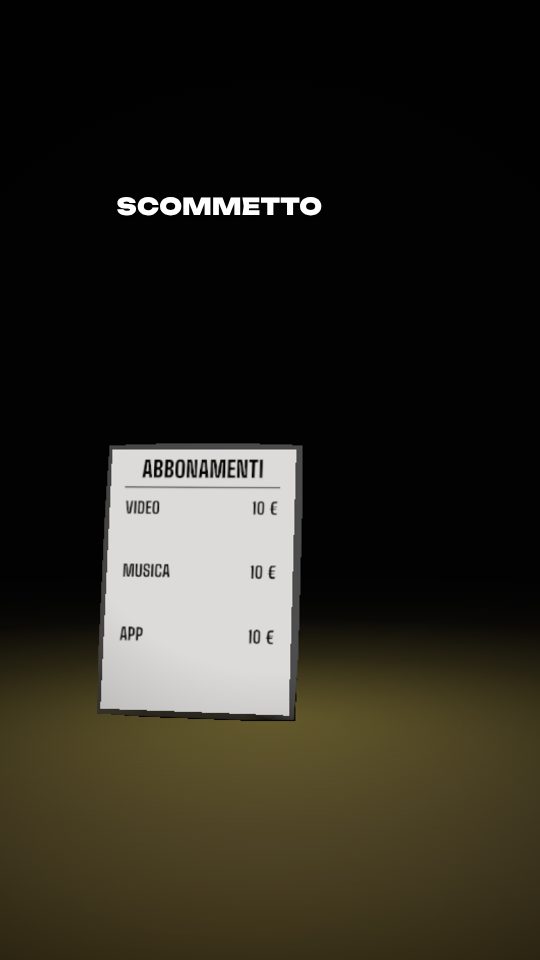 SCOMMETTO
ABBONAMENTI
VIDEO 10 €
MUSICA 10 €
APP 10 €